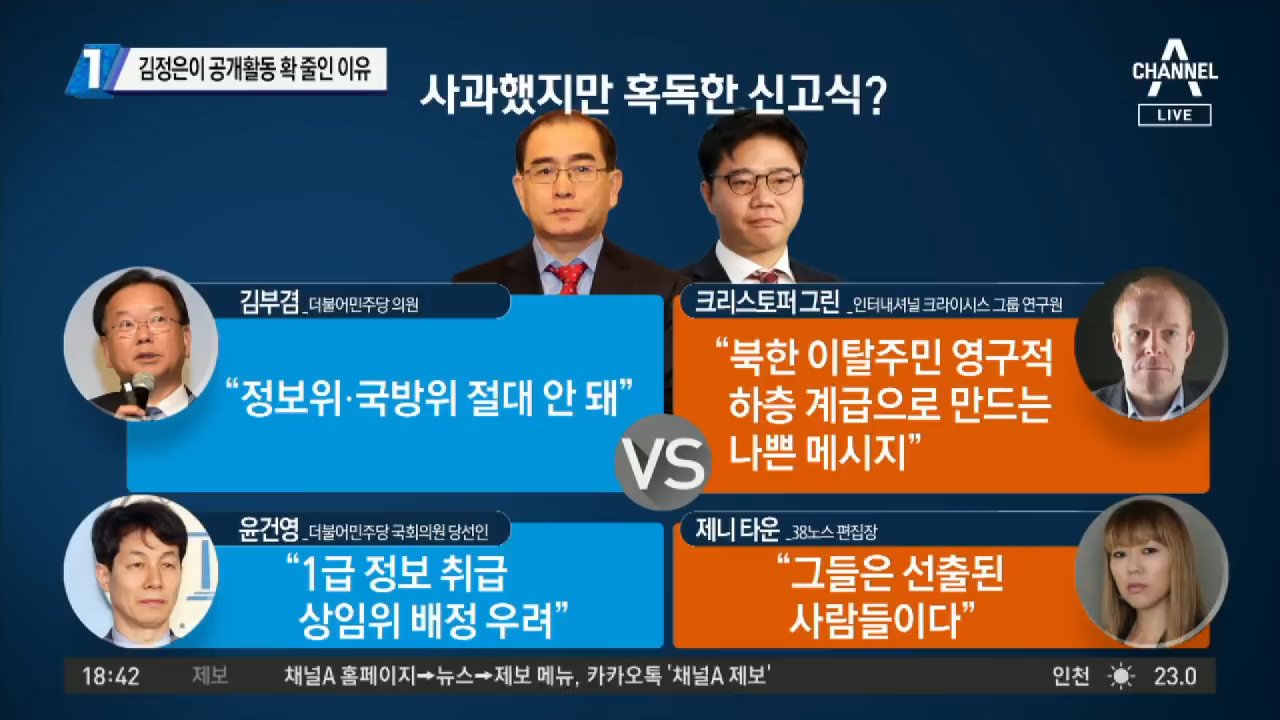 1 김정은이 공개활동 확 줄인 이유
CHANNEL A
LIVE
사과했지만 혹독한 신고식?
김부겸_더불어민주당 의원
“정보위·국방위 절대 안 돼”
크리스토퍼 그린_인터내셔널 크라이시스 그룹 연구원
“북한 이탈주민 영구적
하층 계급으로 만드는
나쁜 메시지”
VS
윤건영_더불어민주당 국회의원 당선인
“1급 정보 취급
상임위 배정 우려”
제니 타운_38노스 편집장
“그들은 선출된
사람들이다”
18:42 제보 채널A 홈페이지→뉴스→제보 메뉴, 카카오톡 '채널A 제보' 인천 23.0